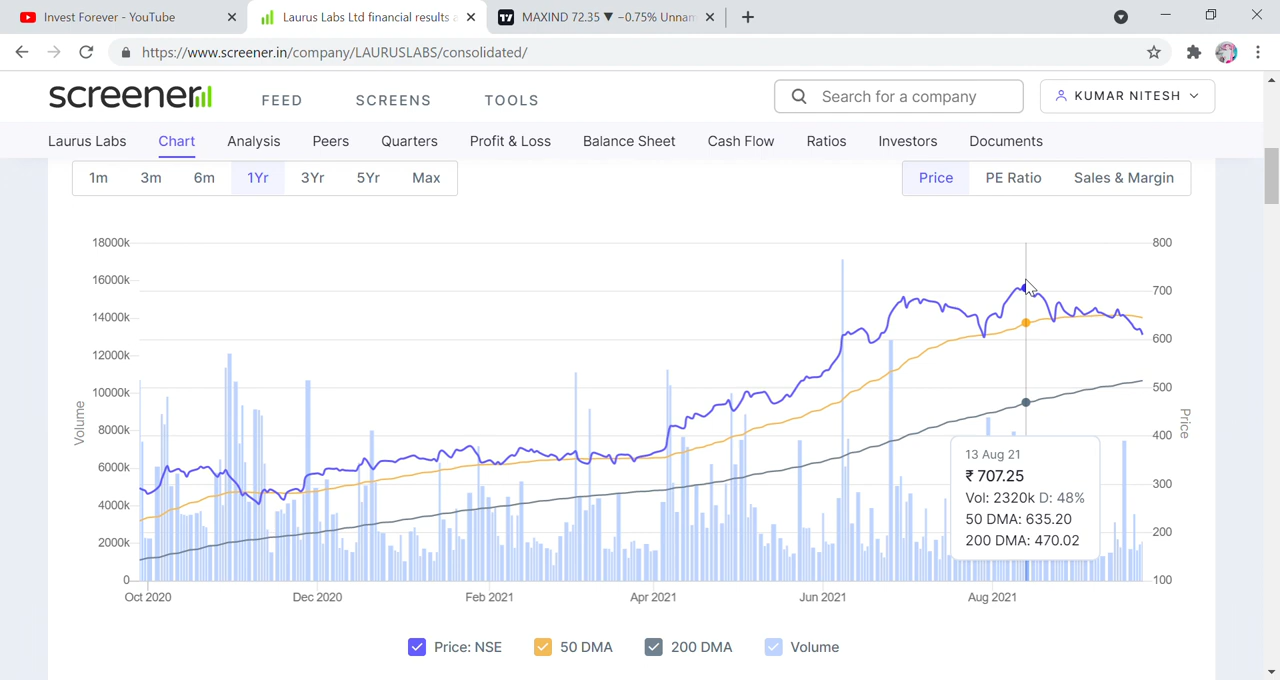 Invest Forever - YouTube
Laurus Labs Ltd financial results a
MAXIND 72.35 ▼ −0.75% Unnam
https://www.screener.in/company/LAURUSLABS/consolidated/
screener
FEED
SCREENS
TOOLS
Search for a company
KUMAR NITESH
Laurus Labs
Chart
Analysis
Peers
Quarters
Profit & Loss
Balance Sheet
Cash Flow
Ratios
Investors
Documents
1m
3m
6m
1Yr
3Yr
5Yr
Max
Price
PE Ratio
Sales & Margin
18000k
16000k
14000k
12000k
10000k
8000k
6000k
4000k
2000k
0
Volume
800
700
600
500
400
300
200
100
Price
13 Aug 21
₹ 707.25
Vol: 2320k D: 48%
50 DMA: 635.20
200 DMA: 470.02
Oct 2020
Dec 2020
Feb 2021
Apr 2021
Jun 2021
Aug 2021
Price: NSE
50 DMA
200 DMA
Volume